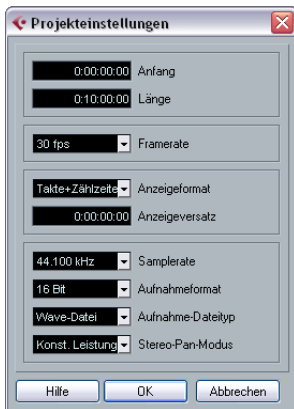 Projekteinstellungen
0:00:00:00 Anfang
0:10:00:00 Länge
30 fps Framerate
Takte+Zählzeite Anzeigeformat
0:00:00:00 Anzeigeversatz
44.100 kHz Samplerate
16 Bit Aufnahmeformat
Wave-Datei Aufnahme-Dateityp
Konst. Leistung Stereo-Pan-Modus
Hilfe OK Abbrechen